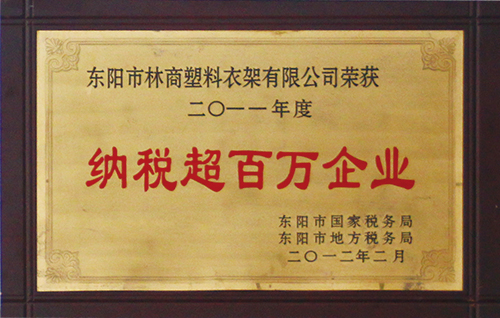 东阳市林商塑料衣架有限公司荣获
二〇一一年度
纳税超百万企业
东阳市国家税务局
东阳市地方税务局
二〇一二年二月